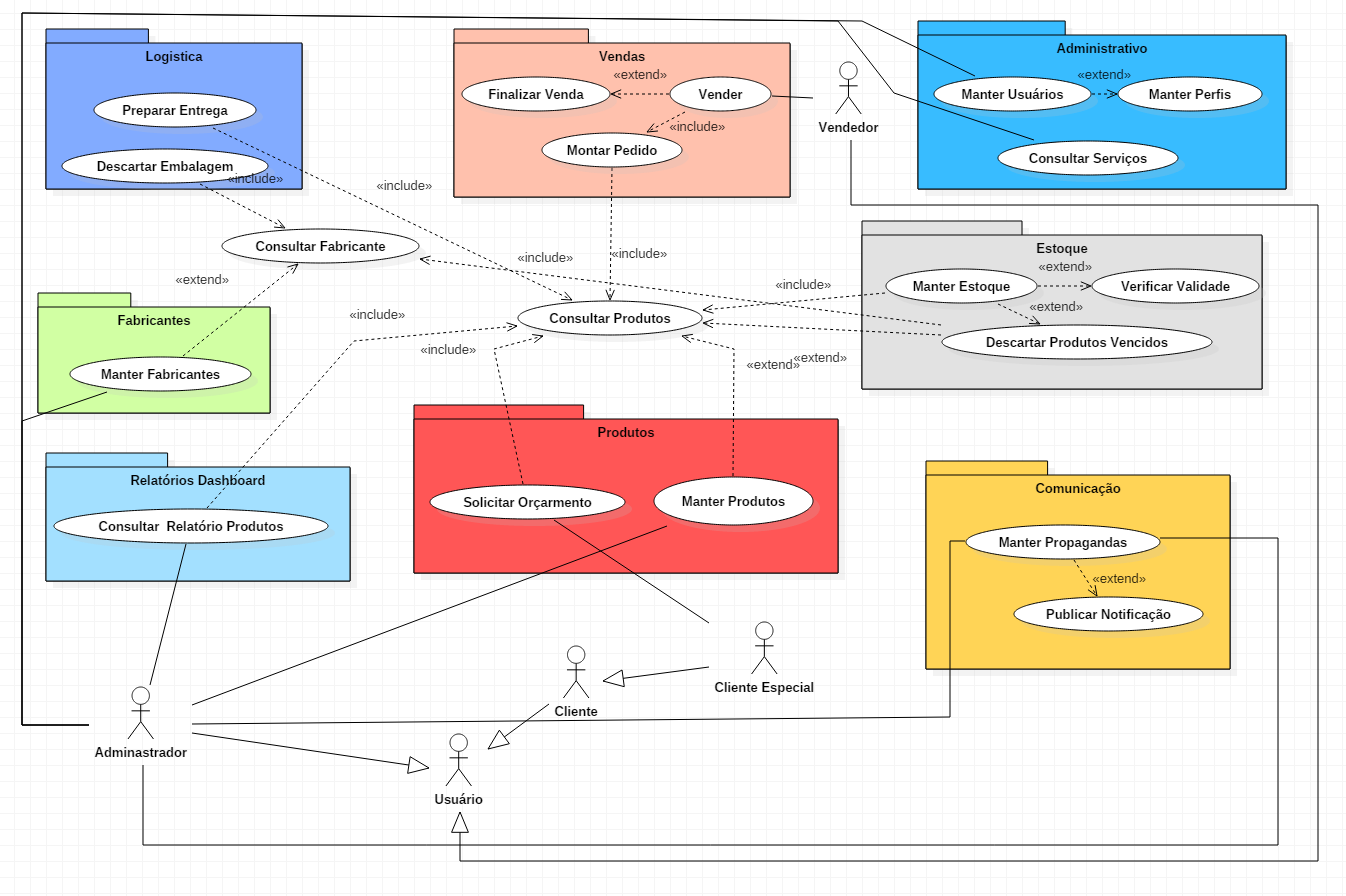 Logistica
Preparar Entrega
Descartar Embalagem
«include»
«include»
Vendas
«extend»
Finalizar Venda
Vender
«include»
Montar Pedido
Vendedor
Administrativo
«extend»
Manter Usuários
Manter Perfis
Consultar Serviços
Consultar Fabricante
«extend»
«include»
«include»
Estoque
«extend»
Manter Estoque
Verificar Validade
«include»
«extend»
Descartar Produtos Vencidos
Fabricantes
Manter Fabricantes
Consultar Produtos
«include»
«include»
«extend»
«extend»
Relatórios Dashboard
Consultar  Relatório Produtos
Produtos
Solicitar Orçarmento
Manter Produtos
Comunicação
Manter Propagandas
«extend»
Publicar Notificação
Cliente Especial
Cliente
Adminastrador
Usuário